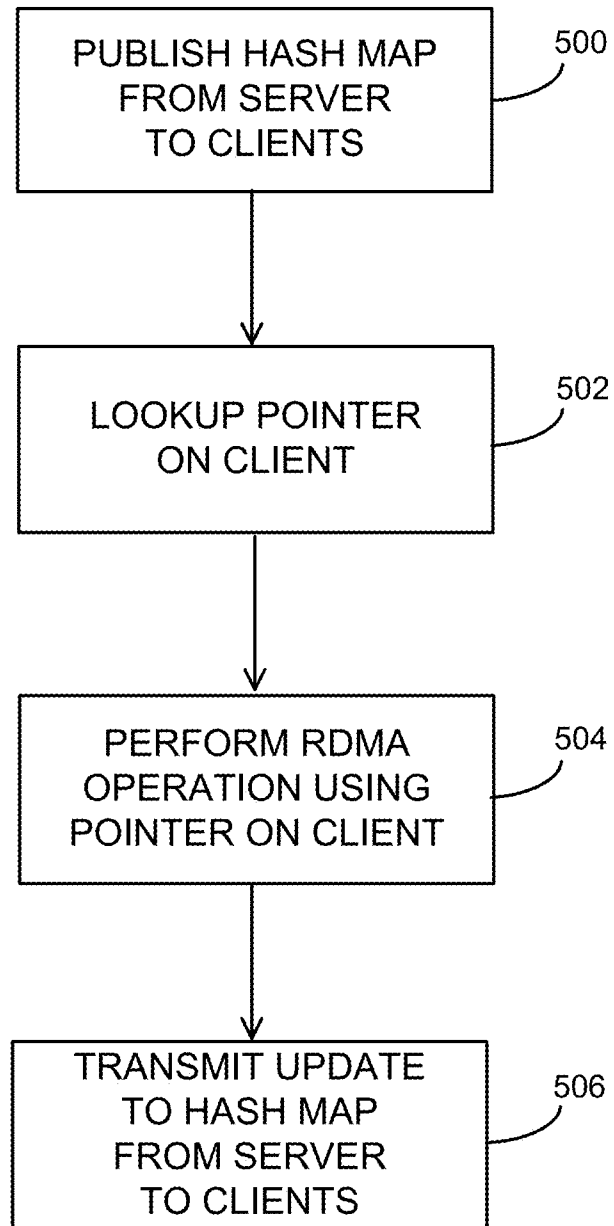 PUBLISH HASH MAP
FROM SERVER
TO CLIENTS
500
LOOKUP POINTER
ON CLIENT
502
PERFORM RDMA
OPERATION USING
POINTER ON CLIENT
504
TRANSMIT UPDATE
TO HASH MAP
FROM SERVER
TO CLIENTS
506